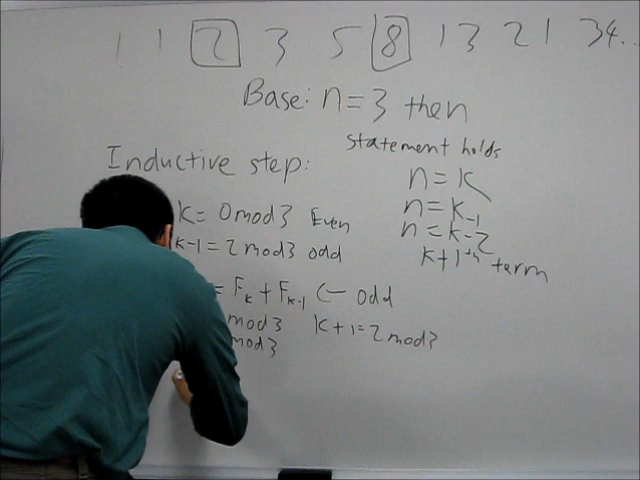 1 1 2 3 5 8 13 21 34...
Base: n=3 then
statement holds
Inductive step:
n=k
k= 0mod3 Even
n=k-1
k-1=2mod3 odd
n=k-2
k+1th term
= Fk + Fk-1 <- odd
mod3 k+1=2mod3
mod3